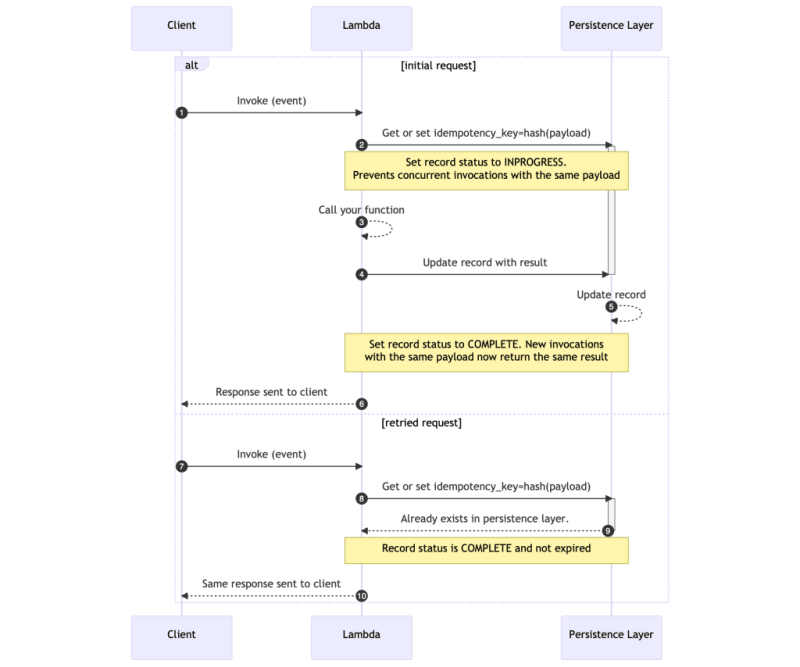 Client
Lambda
Persistence Layer
alt
[initial request]
Invoke (event)
1
Get or set idempotency_key=hash(payload)
2
Set record status to INPROGRESS.
Prevents concurrent invocations with the same payload
Call your function
3
Update record with result
4
Update record
5
Set record status to COMPLETE. New invocations
with the same payload now return the same result
Response sent to client
6
[retried request]
Invoke (event)
7
Get or set idempotency_key=hash(payload)
8
Already exists in persistence layer.
9
Record status is COMPLETE and not expired
Same response sent to client
10
Client
Lambda
Persistence Layer